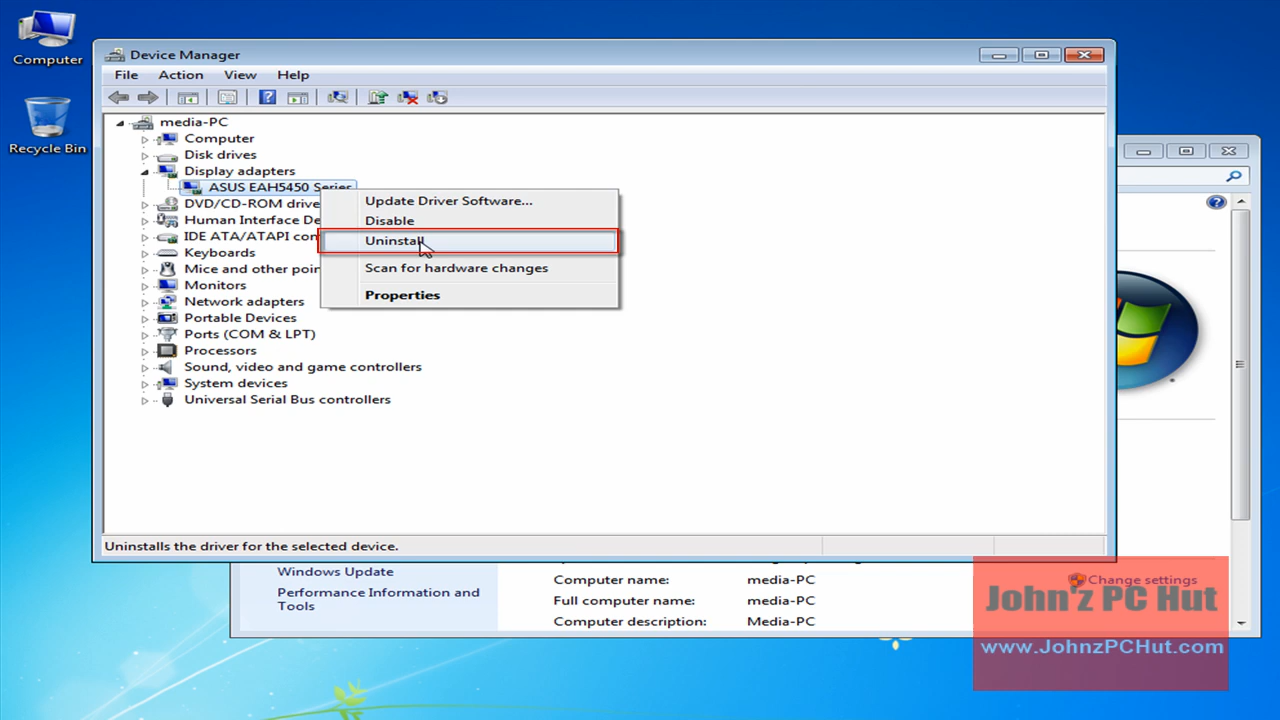 Computer
Recycle Bin
Device Manager
File Action View Help
media-PC
Computer
Disk drives
Display adapters
ASUS EAH5450 Series
DVD/CD-ROM drive
Human Interface De
IDE ATA/ATAPI con
Keyboards
Mice and other poin
Monitors
Network adapters
Portable Devices
Ports (COM & LPT)
Processors
Sound, video and game controllers
System devices
Universal Serial Bus controllers
Update Driver Software...
Disable
Uninstall
Scan for hardware changes
Properties
Uninstalls the driver for the selected device.
Windows Update
Performance Information and
Tools
Computer name: media-PC
Full computer name: media-PC
Computer description: Media-PC
Change settings
John'z PC Hut
www.JohnzPCHut.com